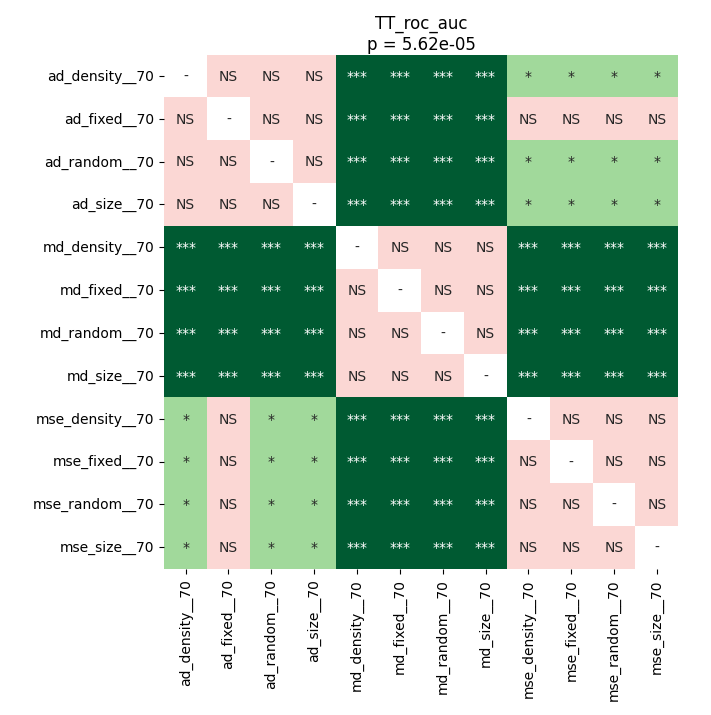 TT_roc_auc
p = 5.62e-05
ad_density__70 - NS NS NS *** *** *** *** * * * *
ad_fixed__70 NS - NS NS *** *** *** *** NS NS NS NS
ad_random__70 NS NS - NS *** *** *** *** * * * *
ad_size__70 NS NS NS - *** *** *** *** * * * *
md_density__70 *** *** *** *** - NS NS NS *** *** *** ***
md_fixed__70 *** *** *** *** NS - NS NS *** *** *** ***
md_random__70 *** *** *** *** NS NS - NS *** *** *** ***
md_size__70 *** *** *** *** NS NS NS - *** *** *** ***
mse_density__70 * NS * * *** *** *** *** - NS NS NS
mse_fixed__70 * NS * * *** *** *** *** NS - NS NS
mse_random__70 * NS * * *** *** *** *** NS NS - NS
mse_size__70 * NS * * *** *** *** *** NS NS NS -
ad_density__70
ad_fixed__70
ad_random__70
ad_size__70
md_density__70
md_fixed__70
md_random__70
md_size__70
mse_density__70
mse_fixed__70
mse_random__70
mse_size__70